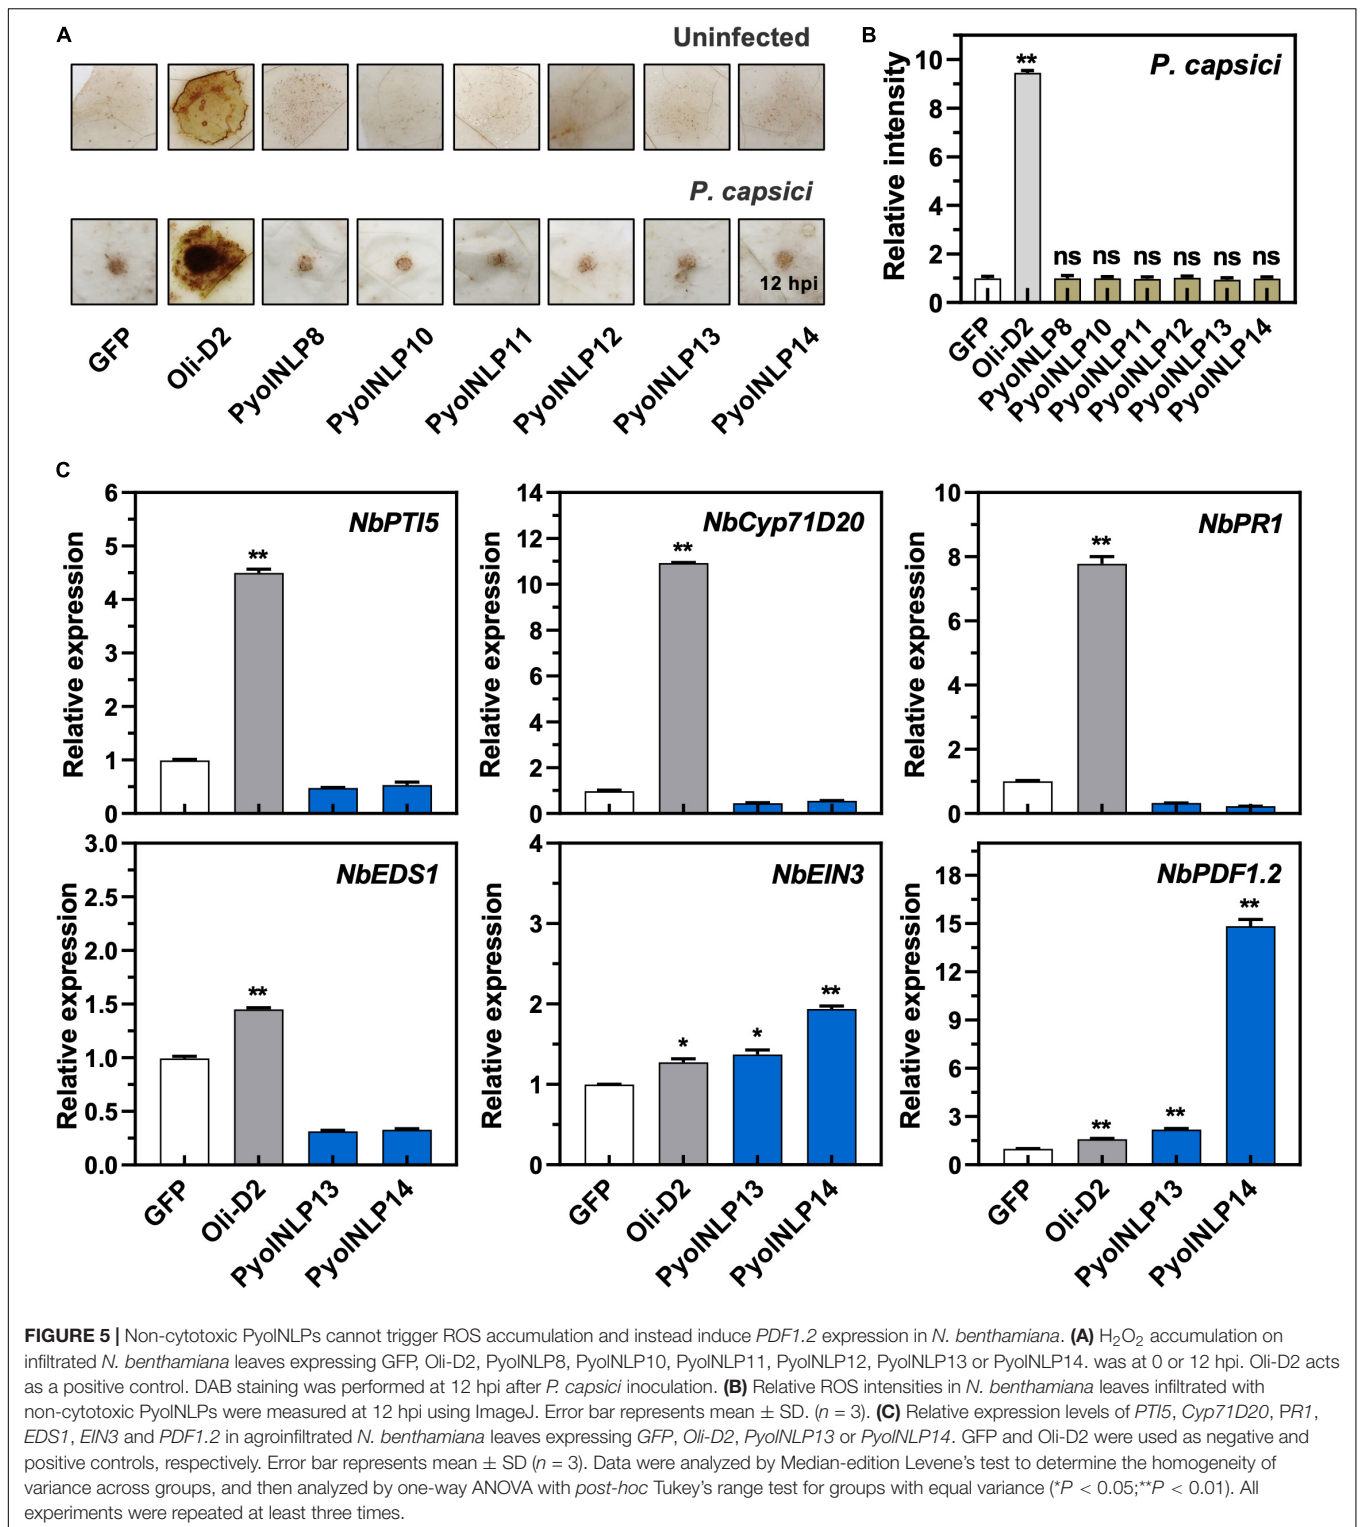 A
Uninfected
P. capsici
12 hpi
GFP
Oli-D2
PyolNLP8
PyolNLP10
PyolNLP11
PyolNLP12
PyolNLP13
PyolNLP14
B
P. capsici
Relative intensity
10
8
6
4
2
0
**
ns ns ns ns ns ns
GFP
Oli-D2
PyolNLP8
PyolNLP10
PyolNLP11
PyolNLP12
PyolNLP13
PyolNLP14
C
NbPTI5
Relative expression
6
5
4
3
2
1
0
**
NbCyp71D20
Relative expression
14
12
10
8
6
4
2
0
**
NbPR1
Relative expression
10
8
6
4
2
0
**
NbEDS1
Relative expression
3.0
2.5
2.0
1.5
1.0
0.5
0.0
**
GFP
Oli-D2
PyolNLP13
PyolNLP14
NbEIN3
Relative expression
4
3
2
1
0
*
*
**
GFP
Oli-D2
PyolNLP13
PyolNLP14
NbPDF1.2
Relative expression
18
15
12
9
6
3
0
**
**
**
GFP
Oli-D2
PyolNLP13
PyolNLP14
FIGURE 5 | Non-cytotoxic PyolNLPs cannot trigger ROS accumulation and instead induce PDF1.2 expression in N. benthamiana. (A) H₂O₂ accumulation on
infiltrated N. benthamiana leaves expressing GFP, Oli-D2, PyolNLP8, PyolNLP10, PyolNLP11, PyolNLP12, PyolNLP13 or PyolNLP14. was at 0 or 12 hpi. Oli-D2 acts
as a positive control. DAB staining was performed at 12 hpi after P. capsici inoculation. (B) Relative ROS intensities in N. benthamiana leaves infiltrated with
non-cytotoxic PyolNLPs were measured at 12 hpi using ImageJ. Error bar represents mean ± SD. (n = 3). (C) Relative expression levels of PTI5, Cyp71D20, PR1,
EDS1, EIN3 and PDF1.2 in agroinfiltrated N. benthamiana leaves expressing GFP, Oli-D2, PyolNLP13 or PyolNLP14. GFP and Oli-D2 were used as negative and
positive controls, respectively. Error bar represents mean ± SD (n = 3). Data were analyzed by Median-edition Levene's test to determine the homogeneity of
variance across groups, and then analyzed by one-way ANOVA with post-hoc Tukey's range test for groups with equal variance (*P < 0.05;**P < 0.01). All
experiments were repeated at least three times.